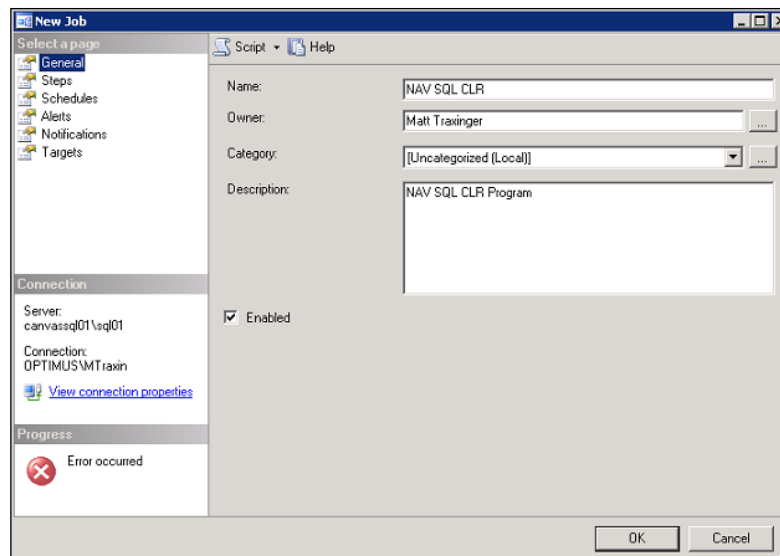 New Job
Select a page
General
Steps
Schedules
Alerts
Notifications
Targets
Script Help
Name: NAV SQL CLR
Owner: Matt Traxinger ...
Category: [Uncategorized (Local)] ...
Description: NAV SQL CLR Program
Enabled
Connection
Server:
canvassql01\sql01
Connection:
OPTIMUS\MTraxin
View connection properties
Progress
Error occurred
OK Cancel